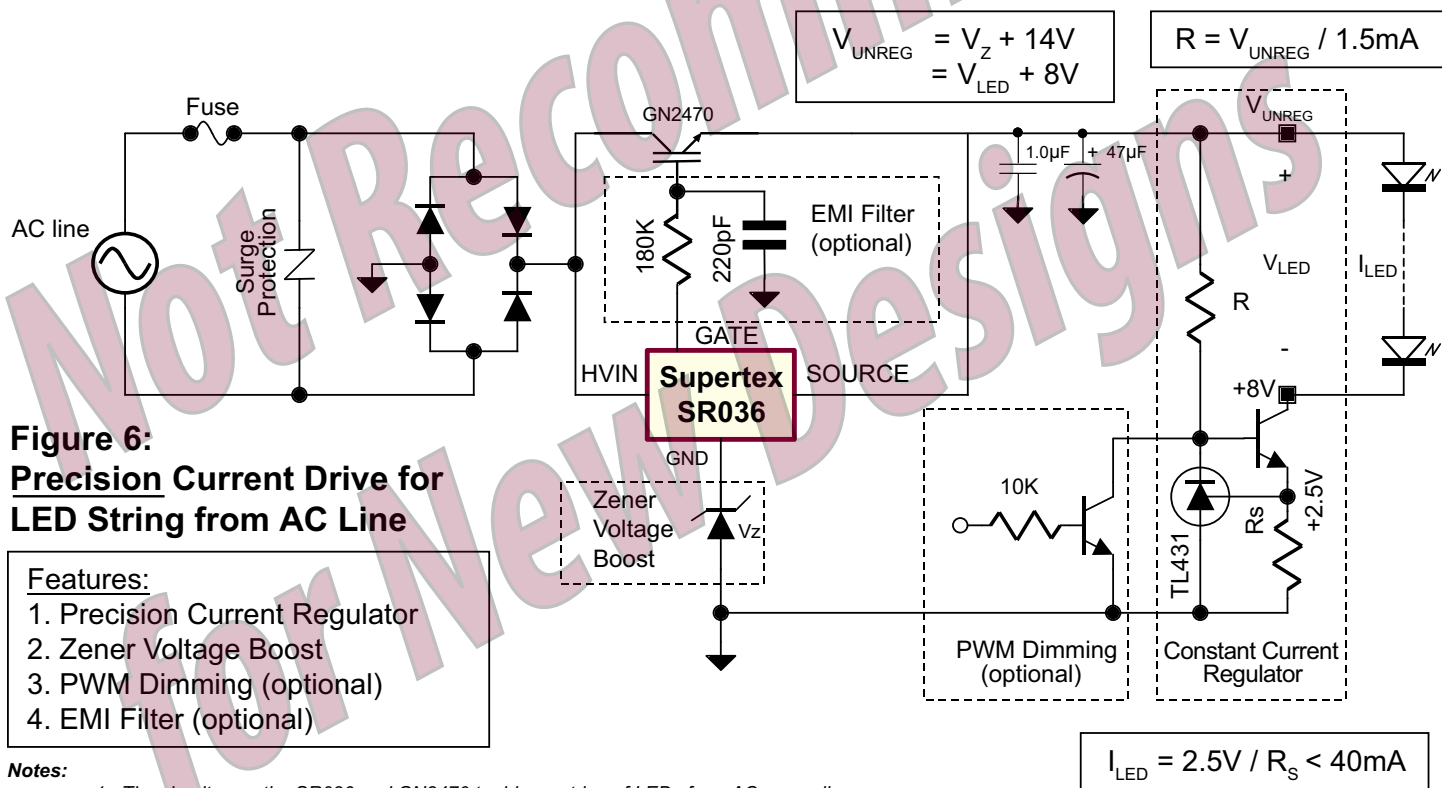 Not Recommended
for New Designs
V_UNREG = V_Z + 14V
= V_LED + 8V
R = V_UNREG / 1.5mA
Fuse
GN2470
V_UNREG
1.0µF
+ 47µF
+
AC line
Surge
Protection
180K
220pF
EMI Filter
(optional)
V_LED
I_LED
R
-
GATE
HVIN
Supertex
SR036
SOURCE
+8V
GND
Figure 6:
Precision Current Drive for
LED String from AC Line
Zener
Voltage
Boost
Vz
10K
TL431
Rs
+2.5V
Features:
1. Precision Current Regulator
2. Zener Voltage Boost
3. PWM Dimming (optional)
4. EMI Filter (optional)
PWM Dimming
(optional)
Constant Current
Regulator
I_LED = 2.5V / R_S < 40mA
Notes: